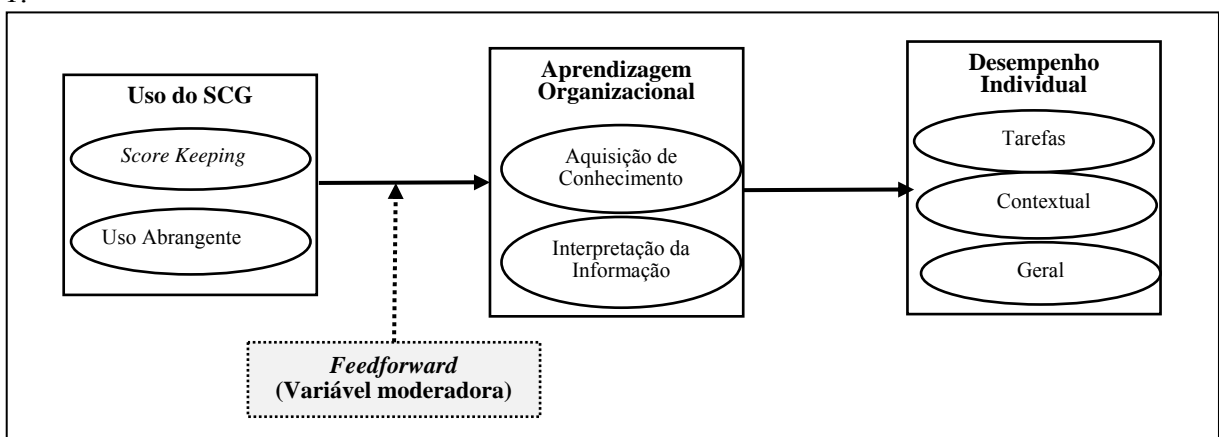 1.
Uso do SCG
Score Keeping
Uso Abrangente
Aprendizagem
Organizacional
Aquisição de
Conhecimento
Interpretação da
Informação
Desempenho
Individual
Tarefas
Contextual
Geral
Feedforward
(Variável moderadora)